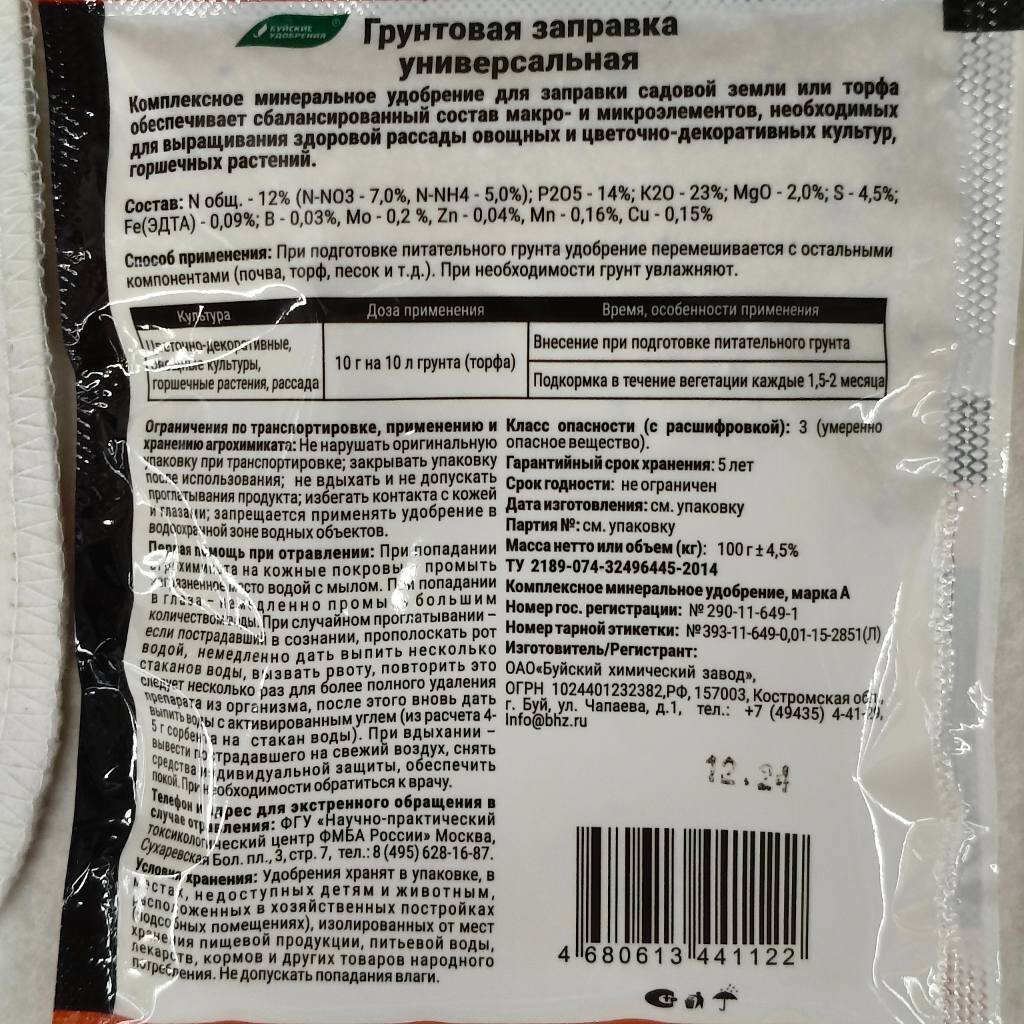 БУЙСКИЕ
УДОБРЕНИЯ
Грунтовая заправка
универсальная
Комплексное минеральное удобрение для заправки садовой земли или торфа
обеспечивает сбалансированный состав макро- и микроэлементов, необходимых
для выращивания здоровой рассады овощных и цветочно-декоративных культур,
горшечных растений.
Состав: N общ. - 12% (N-NO3 - 7,0%, N-NH4 - 5,0%); P2O5 - 14%; K2O - 23%; MgO - 2,0%; S - 4,5%;
Fe(ЭДТА) - 0,09%; B - 0,03%, Mo - 0,2 %, Zn - 0,04%, Mn - 0,16%, Cu - 0,15%
Способ применения: При подготовке питательного грунта удобрение перемешивается с остальными
компонентами (почва, торф, песок и т.д.). При необходимости грунт увлажняют.
Культура Доза применения Время, особенности применения
Цветочно-декоративные,
овощные культуры,
горшечные растения, рассада
10 г на 10 л грунта (торфа)
Внесение при подготовке питательного грунта
Подкормка в течение вегетации каждые 1,5-2 месяца
Ограничения по транспортировке, применению и
хранению агрохимиката: Не нарушать оригинальную
упаковку при транспортировке; закрывать упаковку
после использования; не вдыхать и не допускать
проглатывания продукта; избегать контакта с кожей
и глазами; запрещается применять удобрение в
водоохранной зоне водных объектов.
Первая помощь при отравлении: При попадании
агрохимиката на кожные покровы - промыть
загрязненное место водой с мылом. При попадании
в глаза - немедленно промыть большим
количеством воды. При случайном проглатывании –
если пострадавший в сознании, прополоскать рот
водой, немедленно дать выпить несколько
стаканов воды, вызвать рвоту, повторить это
следует несколько раз для более полного удаления
препарата из организма, после этого вновь дать
выпить воды с активированным углем (из расчета 4-
5 г сорбента на стакан воды). При вдыхании –
вывести пострадавшего на свежий воздух, снять
средства индивидуальной защиты, обеспечить
покой. При необходимости обратиться к врачу.
Телефон и адрес для экстренного обращения в
случае отравления: ФГУ «Научно-практический
токсикологический центр ФМБА России» Москва,
Сухаревская Бол. пл., 3, стр. 7, тел.: 8 (495) 628-16-87.
Условия хранения: Удобрения хранят в упаковке, в
местах, недоступных детям и животным,
расположенных в хозяйственных постройках
(подсобных помещениях), изолированных от мест
хранения пищевой продукции, питьевой воды,
лекарств, кормов и других товаров народного
потребления. Не допускать попадания влаги.
Класс опасности (с расшифровкой): 3 (умеренно
опасное вещество).
Гарантийный срок хранения: 5 лет
Срок годности: не ограничен
Дата изготовления: см. упаковку
Партия №: см. упаковку
Масса нетто или объем (кг): 100 г ± 4,5%
ТУ 2189-074-32496445-2014
Комплексное минеральное удобрение, марка А
Номер гос. регистрации: № 290-11-649-1
Номер тарной этикетки: №393-11-649-0,01-15-2851(Л)
Изготовитель/Регистрант:
ОАО«Буйский химический завод»,
ОГРН 1024401232382,РФ, 157003, Костромская обл.,
г. Буй, ул. Чапаева, д.1, тел.: +7 (49435) 4-41-29,
Info@bhz.ru
12.24
4 680613 441122